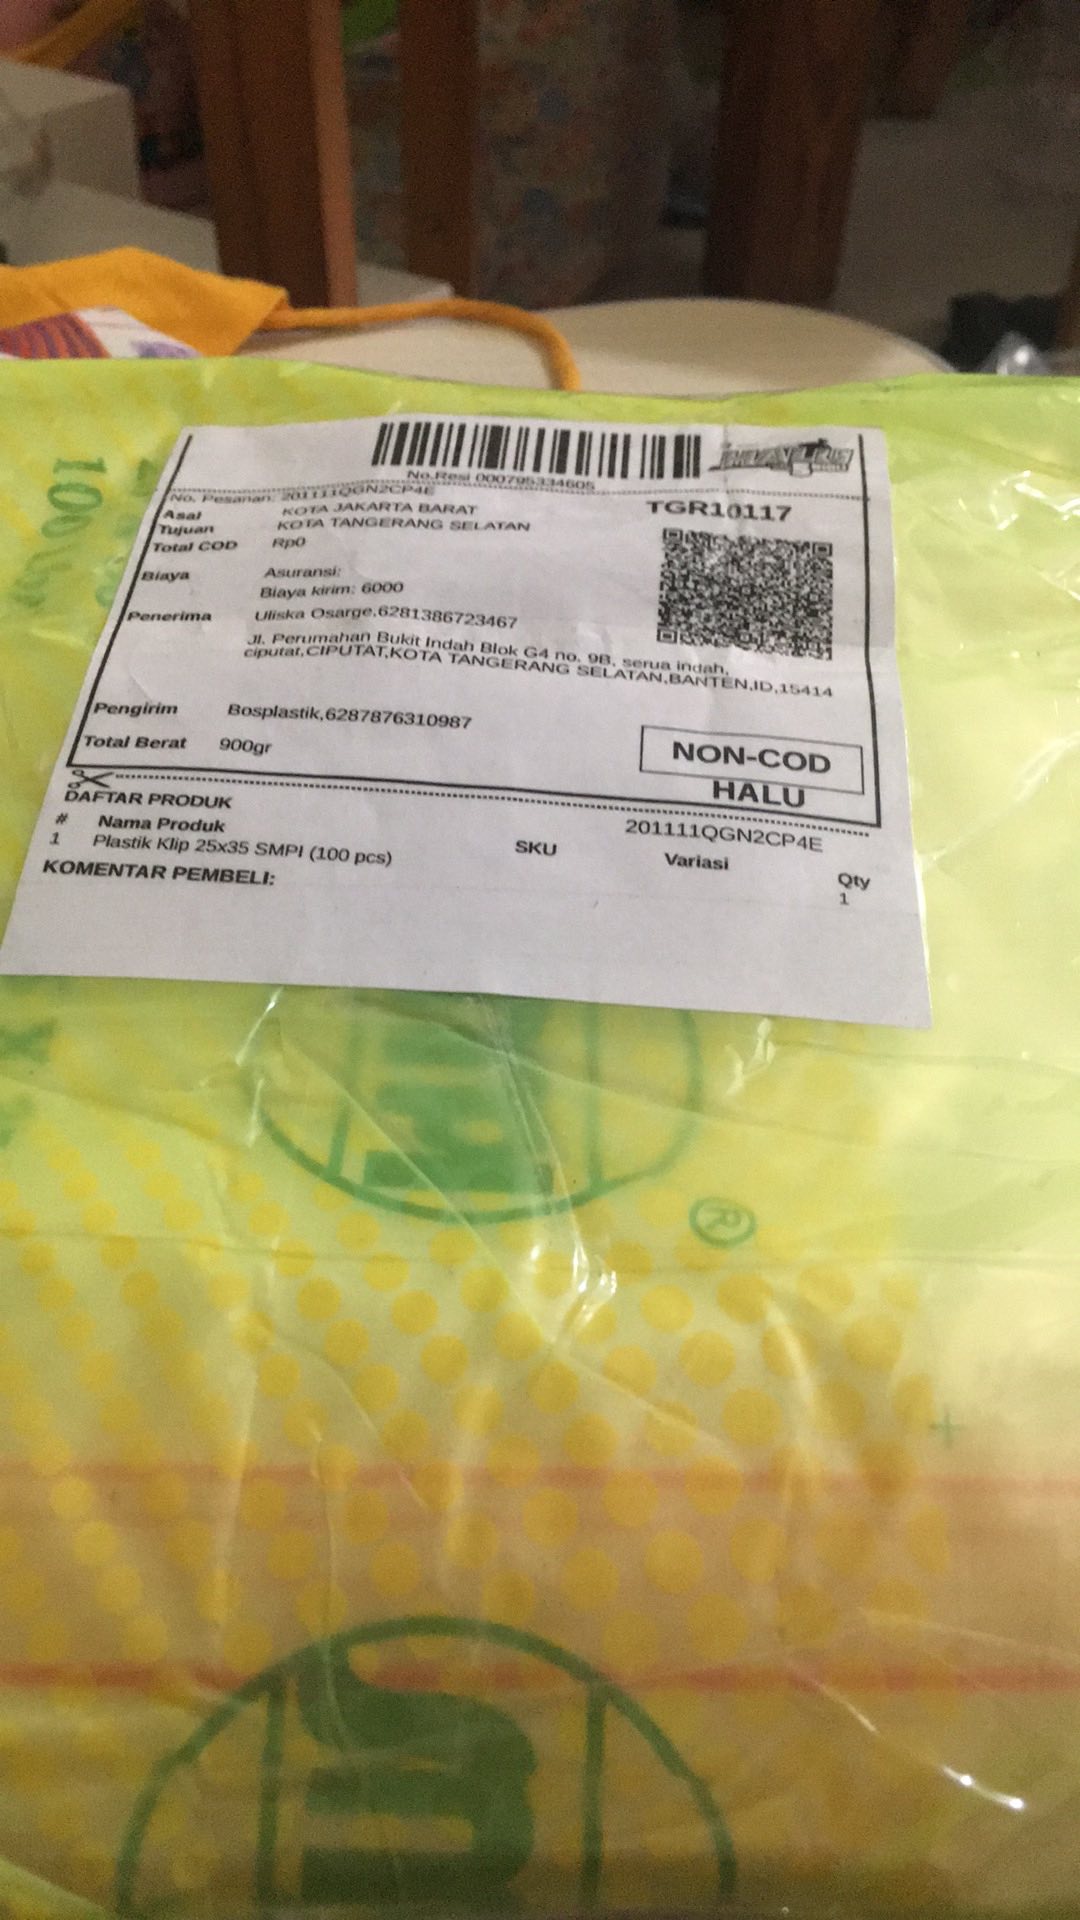 No.Resi 000795334605
No. Pesanan: 201111QGN2CP4E
TGR10117
Asal KOTA JAKARTA BARAT
Tujuan KOTA TANGERANG SELATAN
Total COD Rp0
Biaya Asuransi:
Biaya kirim: 6000
Penerima Uliska Osarge,6281386723467
Jl. Perumahan Bukit Indah Blok G4 no. 9B, serua indah,
ciputat,CIPUTAT,KOTA TANGERANG SELATAN,BANTEN,ID,15414
Pengirim Bosplastik,6287876310987
Total Berat 900gr
NON-COD
HALU
DAFTAR PRODUK
201111QGN2CP4E
# Nama Produk SKU Variasi Qty
1 Plastik Klip 25x35 SMPI (100 pcs) 1
KOMENTAR PEMBELI:
100
®